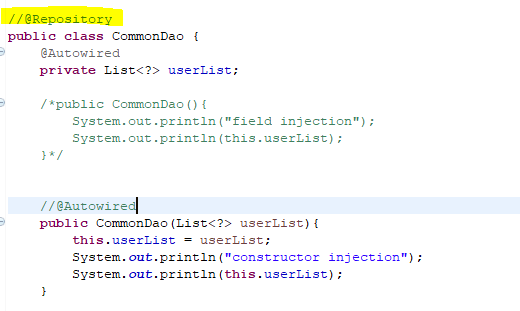 //@Repository
public class CommonDao {
@Autowired
private List<?> userList;
/*public CommonDao(){
System.out.println("field injection");
System.out.println(this.userList);
}*/
//@Autowired
public CommonDao(List<?> userList){
this.userList = userList;
System.out.println("constructor injection");
System.out.println(this.userList);
}